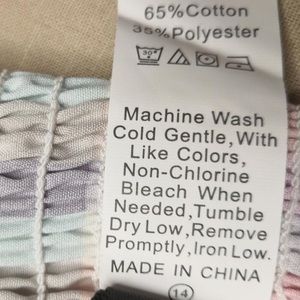 65%Cotton
35%Polyester
30°
Machine Wash
Cold Gentle,With
Like Colors,
Non-Chlorine
Bleach When
Needed,Tumble
Dry Low,Remove
Promptly,Iron Low.
MADE IN CHINA
14